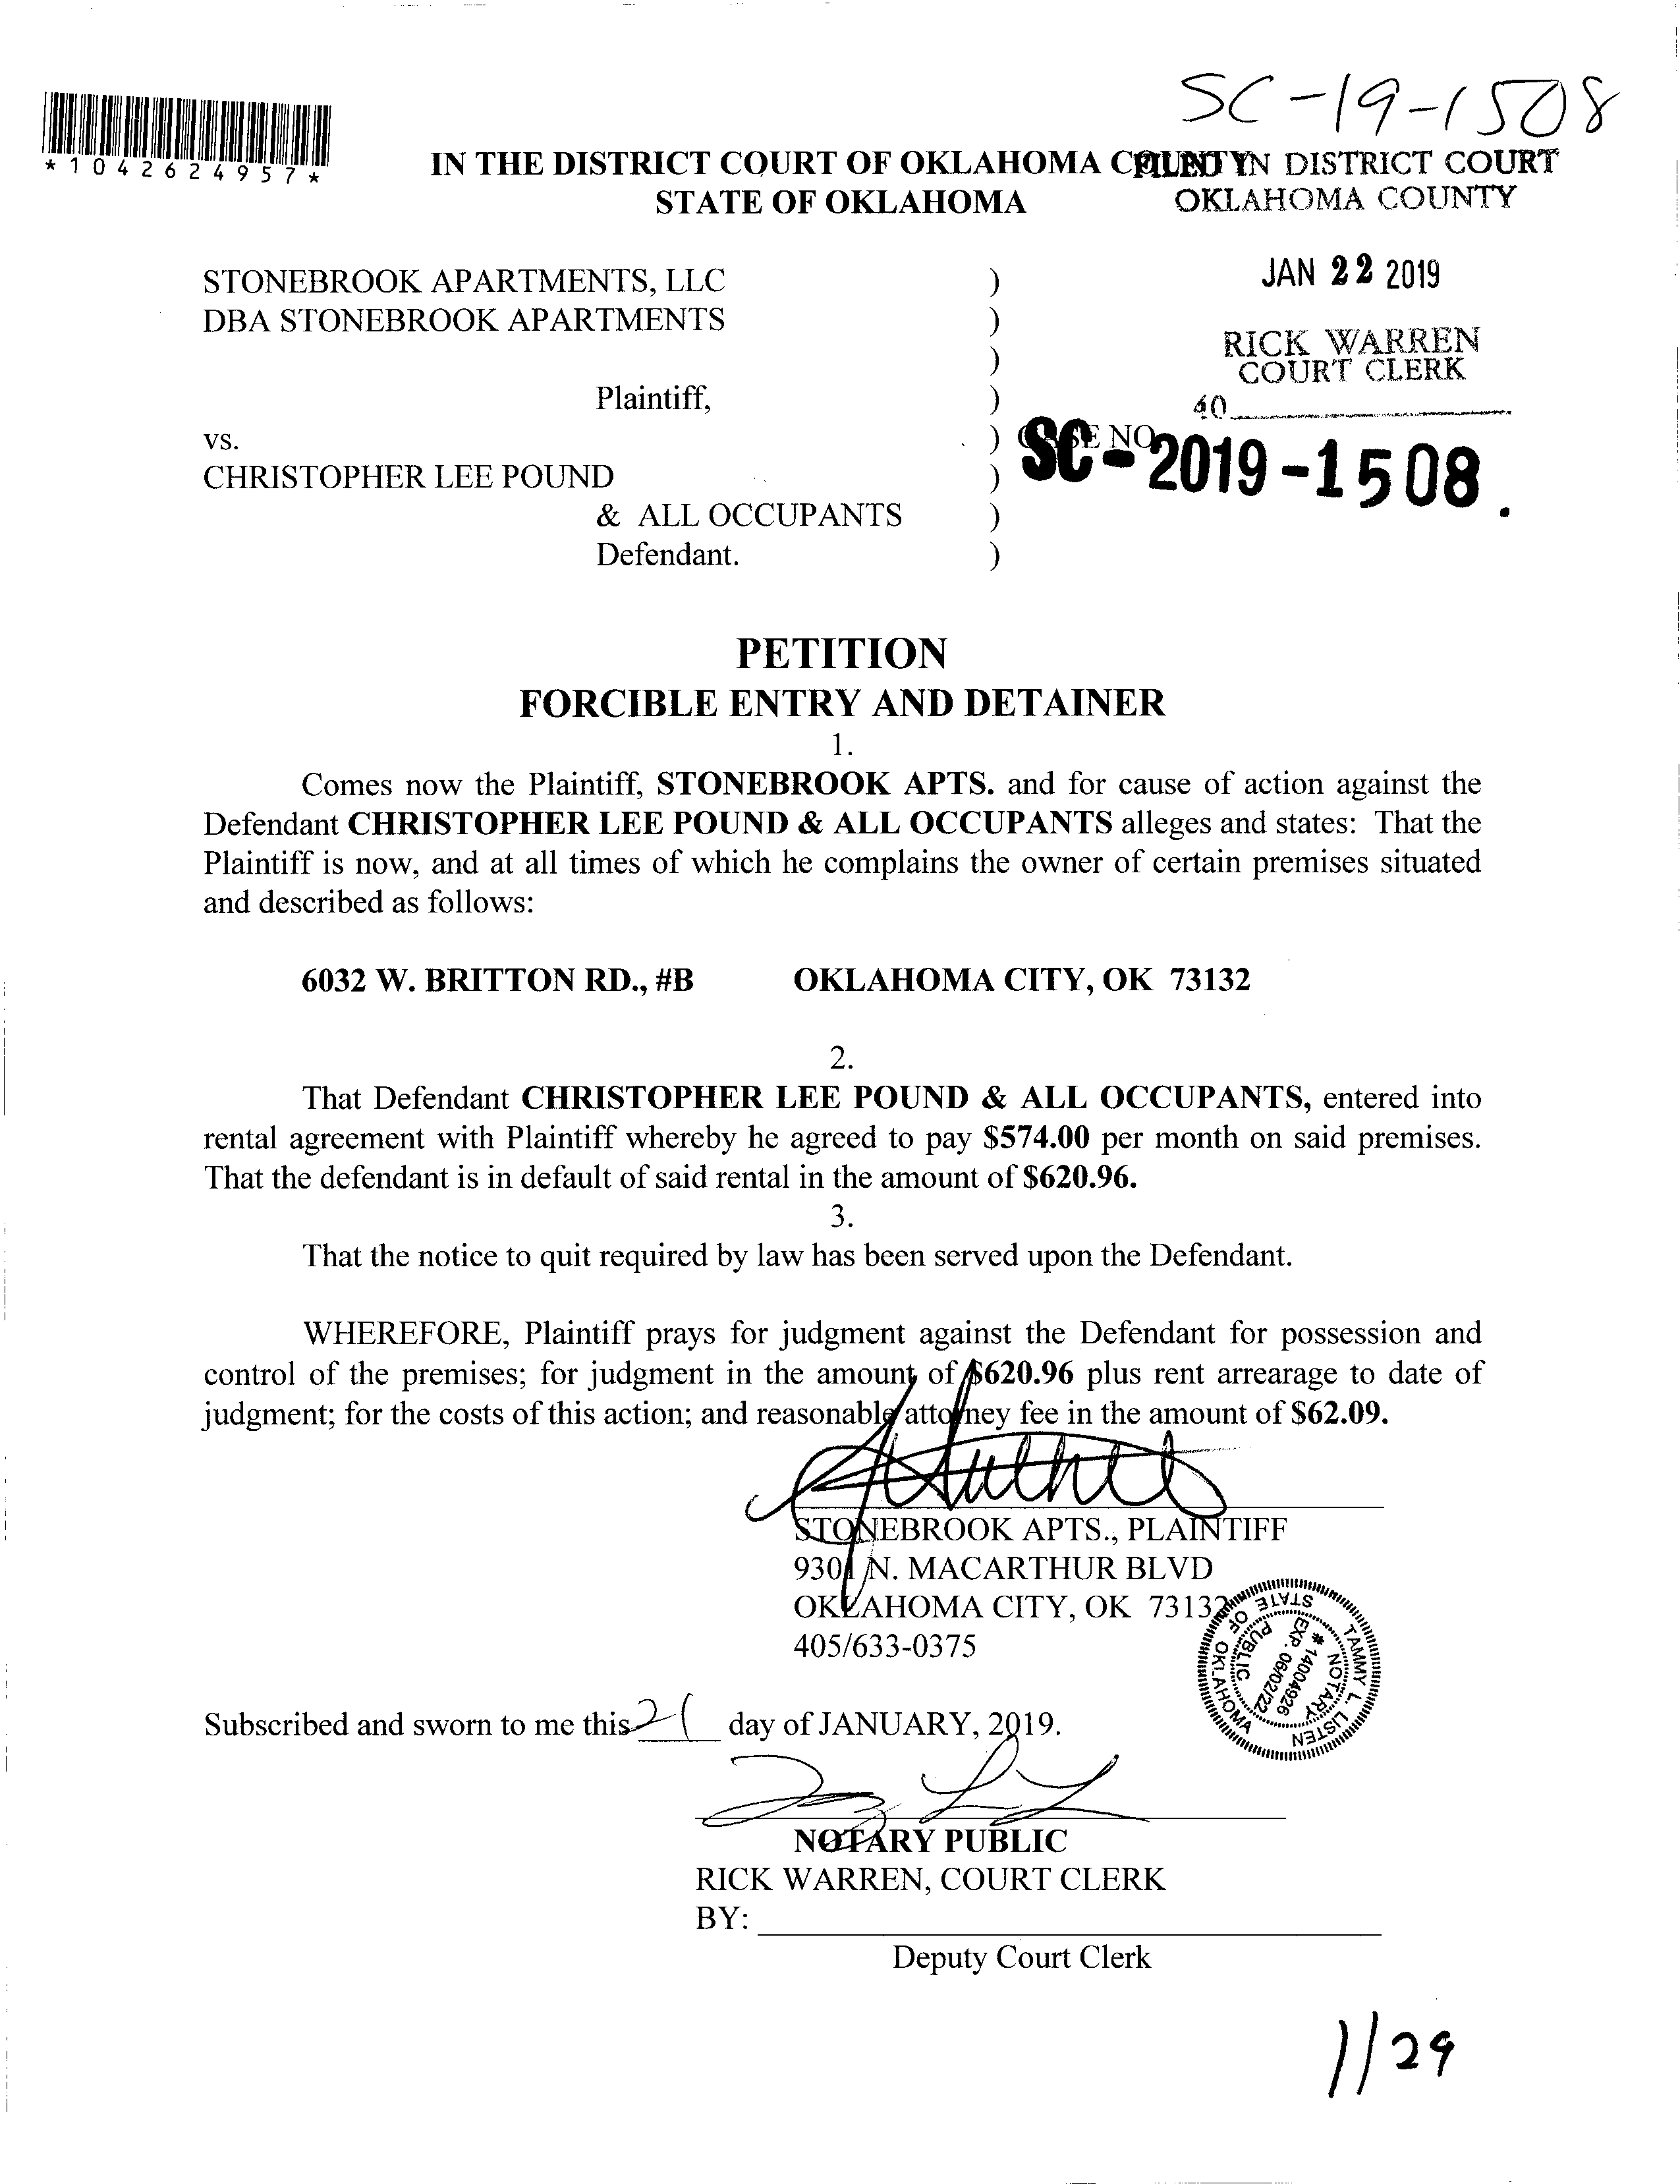 SC-19-1508
*1042624957*
IN THE DISTRICT COURT OF OKLAHOMA COUNTY
STATE OF OKLAHOMA
FILED IN DISTRICT COURT
OKLAHOMA COUNTY
JAN 22 2019
RICK WARREN
COURT CLERK
40
STONEBROOK APARTMENTS, LLC )
DBA STONEBROOK APARTMENTS )
)
Plaintiff, )
vs. ) CASE NO.
SC-2019-1508.
CHRISTOPHER LEE POUND )
& ALL OCCUPANTS )
Defendant. )
PETITION
FORCIBLE ENTRY AND DETAINER
1.
Comes now the Plaintiff, STONEBROOK APTS. and for cause of action against the
Defendant CHRISTOPHER LEE POUND & ALL OCCUPANTS alleges and states: That the
Plaintiff is now, and at all times of which he complains the owner of certain premises situated
and described as follows:
6032 W. BRITTON RD., #B OKLAHOMA CITY, OK 73132
2.
That Defendant CHRISTOPHER LEE POUND & ALL OCCUPANTS, entered into
rental agreement with Plaintiff whereby he agreed to pay $574.00 per month on said premises.
That the defendant is in default of said rental in the amount of $620.96.
3.
That the notice to quit required by law has been served upon the Defendant.
WHEREFORE, Plaintiff prays for judgment against the Defendant for possession and
control of the premises; for judgment in the amount of $620.96 plus rent arrearage to date of
judgment; for the costs of this action; and reasonable attorney fee in the amount of $62.09.
STONEBROOK APTS., PLAINTIFF
9301 N. MACARTHUR BLVD
OKLAHOMA CITY, OK 73132
405/633-0375
TAMMY L. LISTEN
STATE OF OKLAHOMA
NOTARY PUBLIC
# 14004926
EXP. 06/02/22
Subscribed and sworn to me this 21 day of JANUARY, 2019.
NOTARY PUBLIC
RICK WARREN, COURT CLERK
BY:
Deputy Court Clerk
1/29